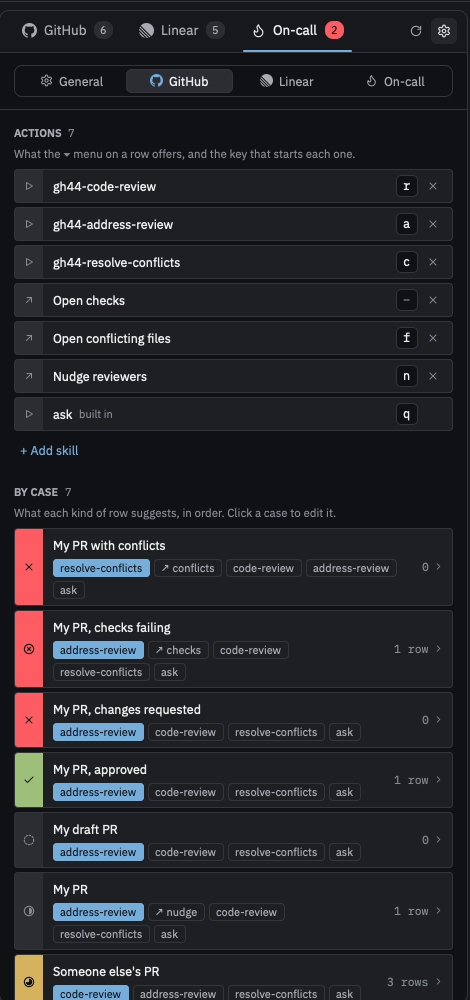 GitHub 6 Linear 5 On-call 2
General GitHub Linear On-call
ACTIONS 7
What the ▾ menu on a row offers, and the key that starts each one.
gh44-code-review r ×
gh44-address-review a ×
gh44-resolve-conflicts c ×
Open checks – ×
Open conflicting files f ×
Nudge reviewers n ×
ask built in q
+ Add skill
BY CASE 7
What each kind of row suggests, in order. Click a case to edit it.
My PR with conflicts
resolve-conflicts ↗ conflicts code-review address-review 0 ›
ask
My PR, checks failing
address-review ↗ checks code-review 1 row ›
resolve-conflicts ask
My PR, changes requested
address-review code-review resolve-conflicts ask 0 ›
My PR, approved
address-review code-review resolve-conflicts ask 1 row ›
My draft PR
address-review code-review resolve-conflicts ask 0 ›
My PR
address-review ↗ nudge code-review 1 row ›
resolve-conflicts ask
Someone else's PR
code-review address-review resolve-conflicts ask 3 rows ›